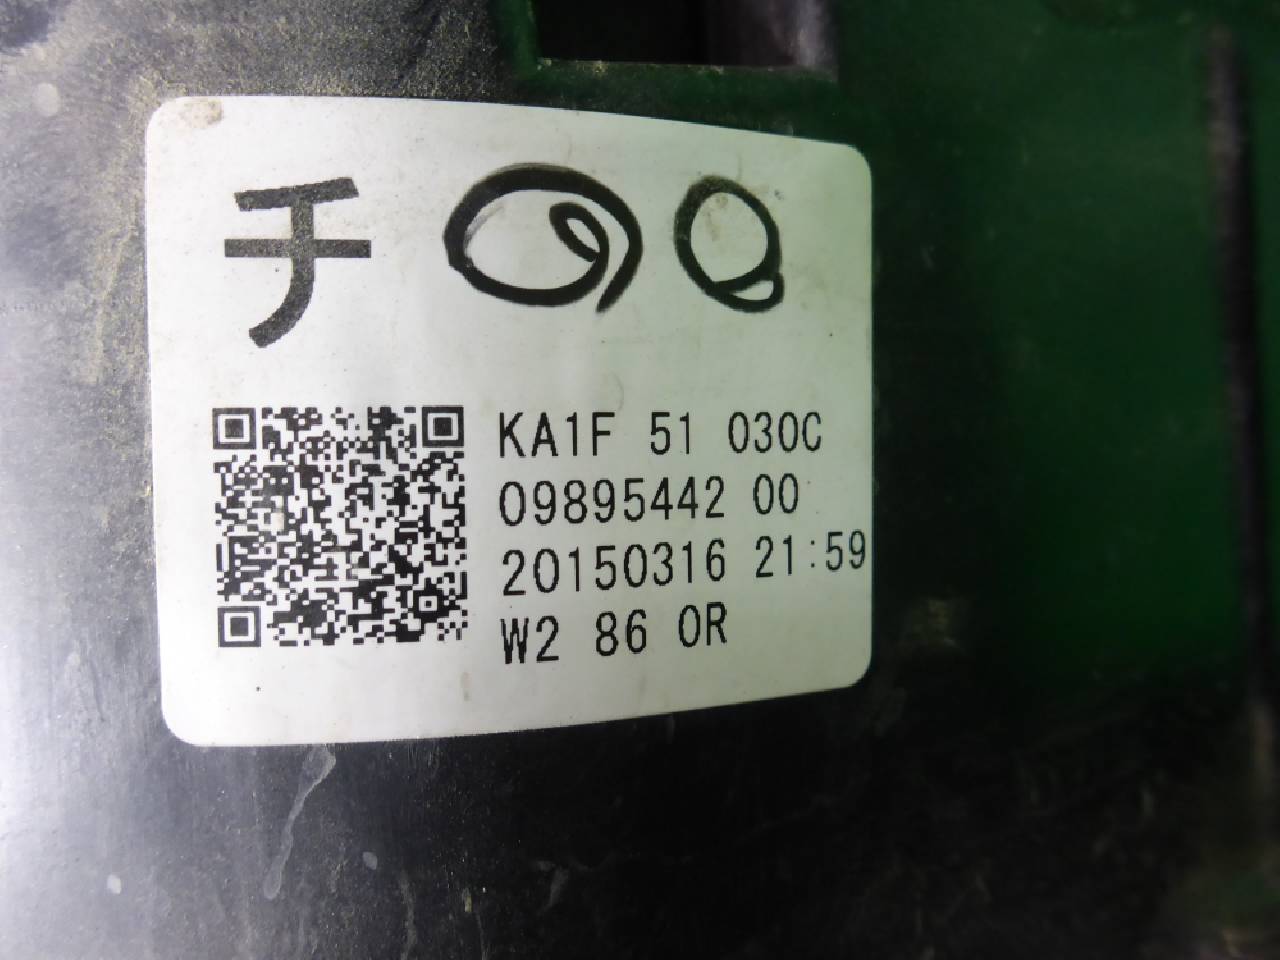 チ
KA1F 51 030C
09895442 00
20150316 21:59
W2 86 0R